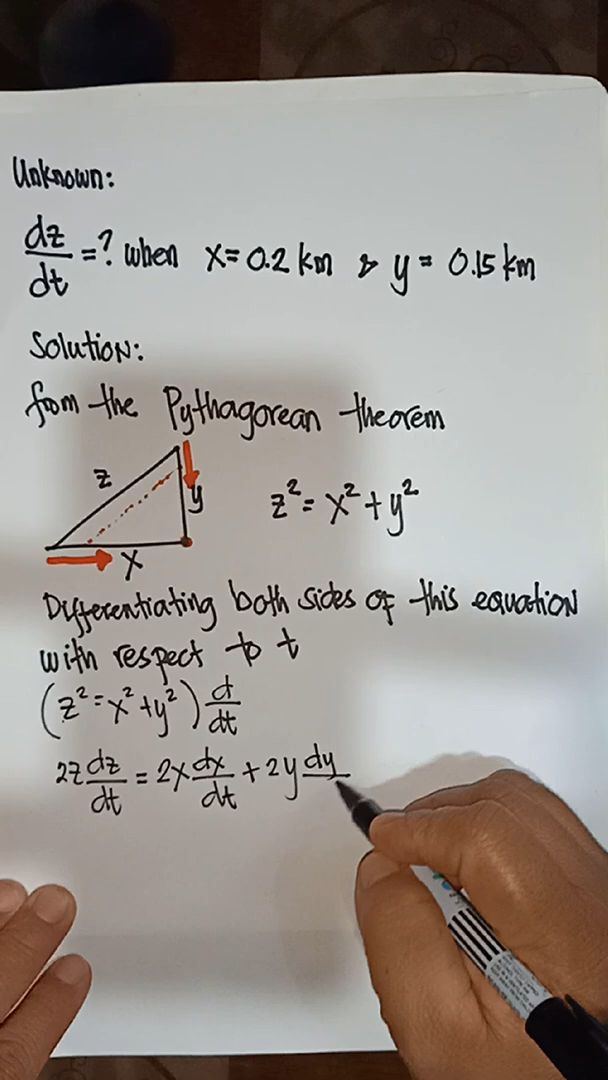 Unknown:
dz/dt = ? when x = 0.2 km & y = 0.15 km
Solution:
from the Pythagorean theorem
z
y
z² = x² + y²
x
Differentiating both sides of this equation
with respect to t
(z² = x² + y²) d/dt
2z dz/dt = 2x dx/dt + 2y dy